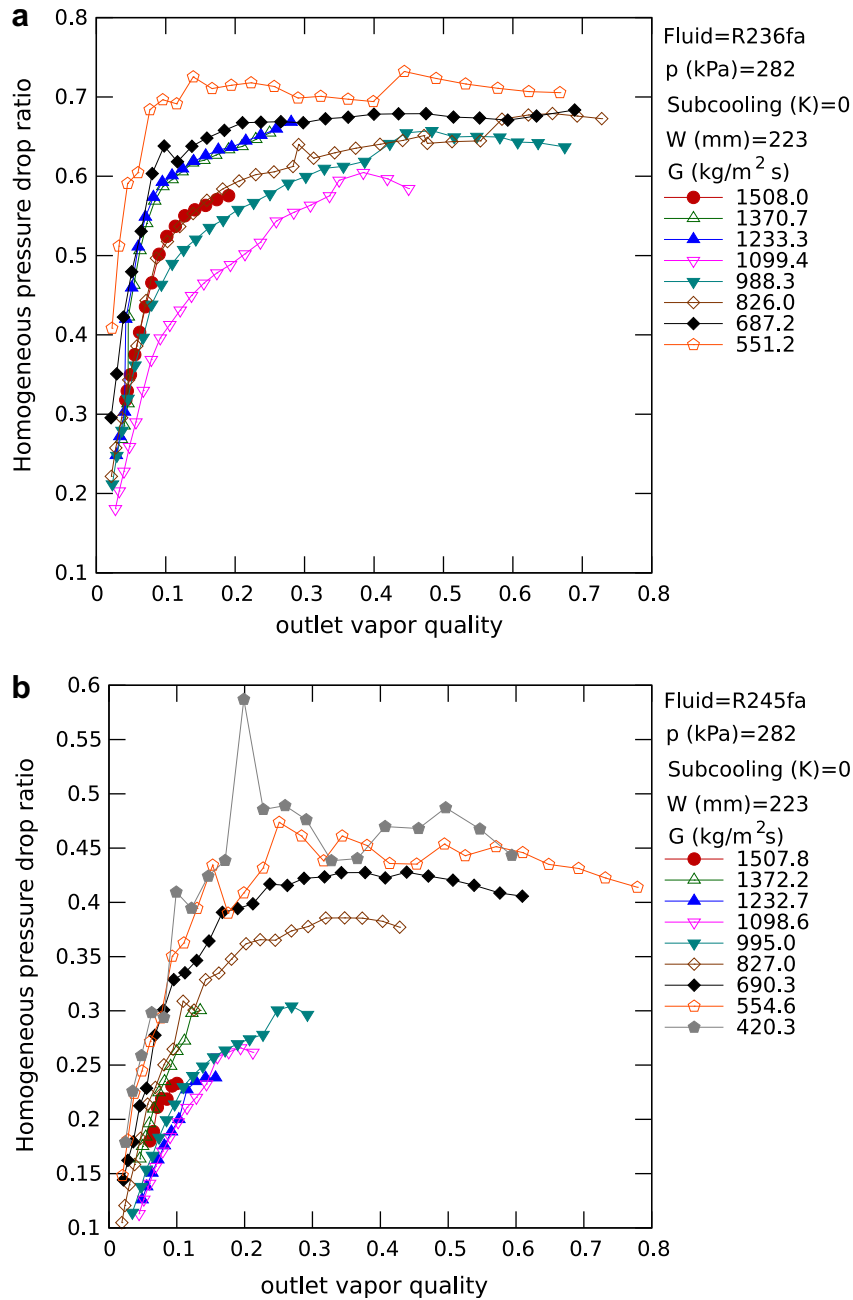 a
0.8
0.7
0.6
0.5
0.4
0.3
0.2
0.1
Homogeneous pressure drop ratio
0 0.1 0.2 0.3 0.4 0.5 0.6 0.7 0.8
outlet vapor quality
Fluid=R236fa
p (kPa)=282
Subcooling (K)=0
W (mm)=223
G (kg/m² s)
1508.0
1370.7
1233.3
1099.4
988.3
826.0
687.2
551.2
b
0.6
0.55
0.5
0.45
0.4
0.35
0.3
0.25
0.2
0.15
0.1
Homogeneous pressure drop ratio
0 0.1 0.2 0.3 0.4 0.5 0.6 0.7 0.8
outlet vapor quality
Fluid=R245fa
p (kPa)=282
Subcooling (K)=0
W (mm)=223
G (kg/m²s)
1507.8
1372.2
1232.7
1098.6
995.0
827.0
690.3
554.6
420.3